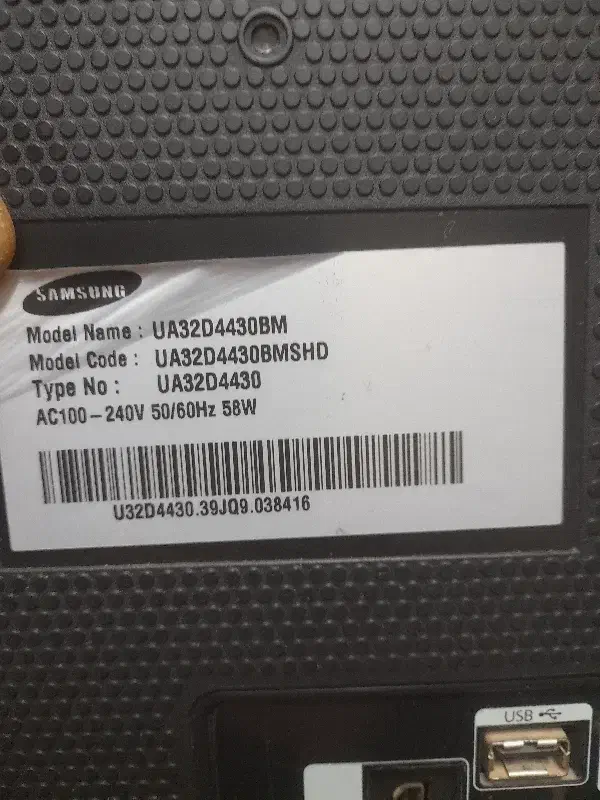 SAMSUNG
Model Name : UA32D4430BM
Model Code : UA32D4430BMSHD
Type No : UA32D4430
AC100-240V 50/60Hz 58W
U32D4430.39JQ9.038416
USB